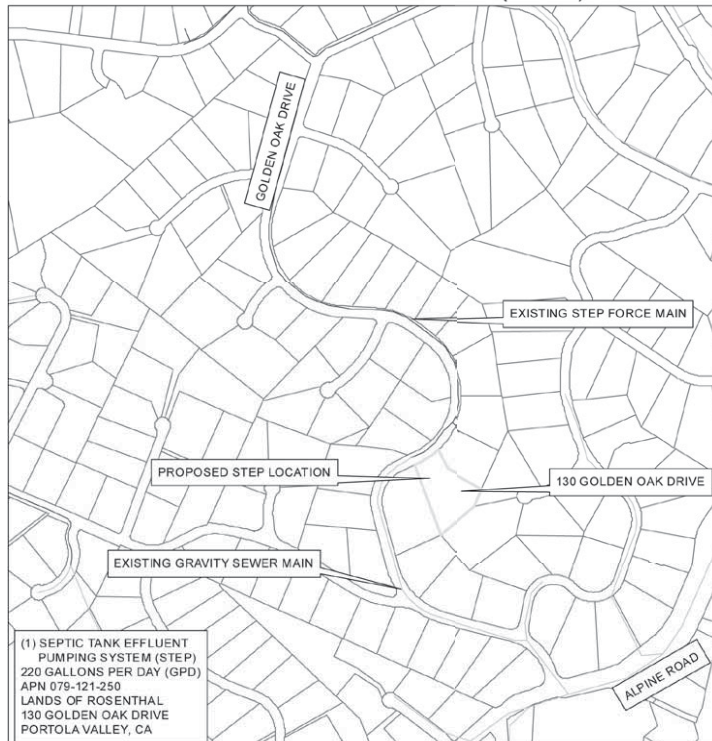 GOLDEN OAK DRIVE
EXISTING STEP FORCE MAIN
PROPOSED STEP LOCATION
130 GOLDEN OAK DRIVE
EXISTING GRAVITY SEWER MAIN
(1) SEPTIC TANK EFFLUENT
PUMPING SYSTEM (STEP)
220 GALLONS PER DAY (GPD)
APN 079-121-250
LANDS OF ROSENTHAL
130 GOLDEN OAK DRIVE
PORTOLA VALLEY, CA
ALPINE ROAD